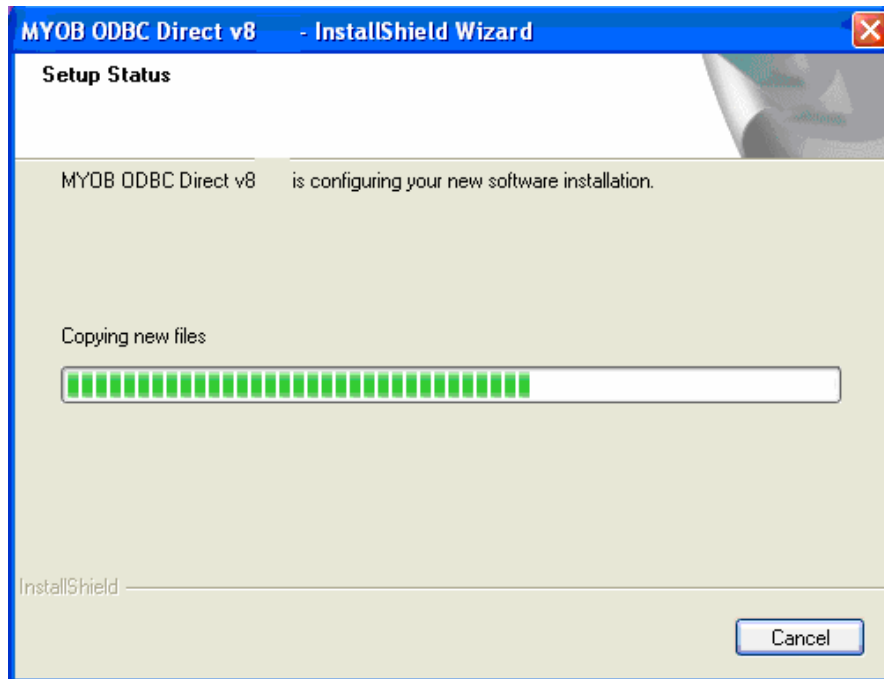 MYOB ODBC Direct v8 - InstallShield Wizard
Setup Status
MYOB ODBC Direct v8 is configuring your new software installation.
Copying new files
InstallShield
Cancel